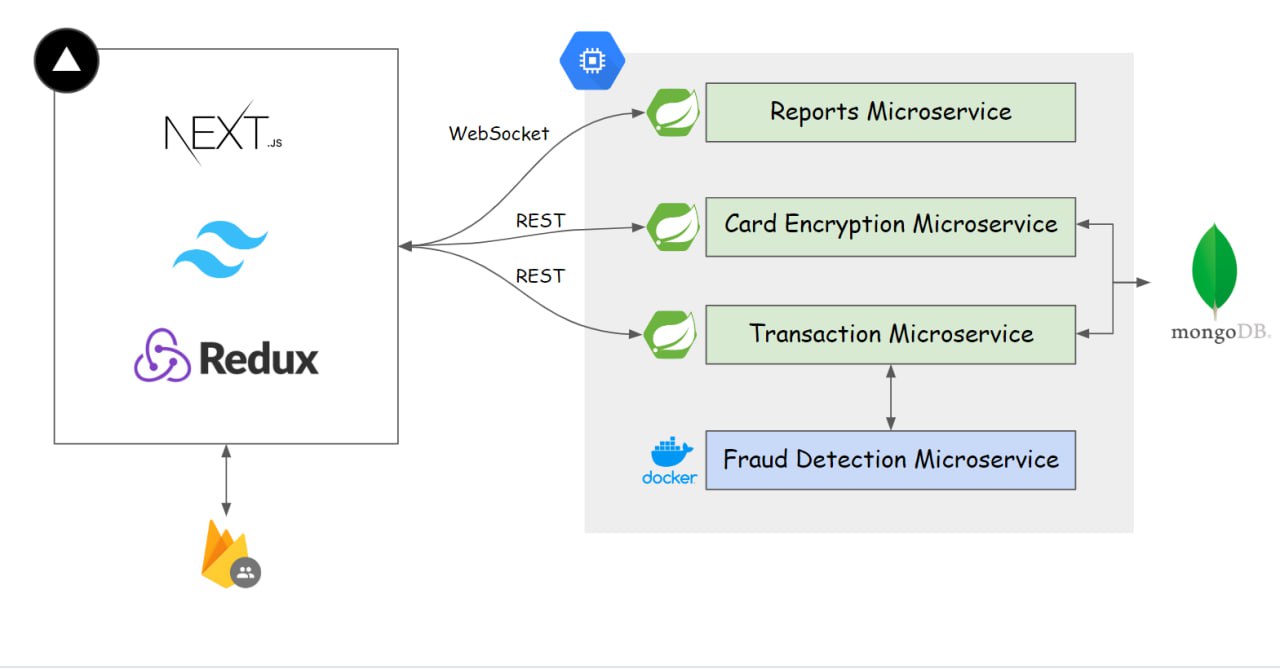 NEXT.JS
Redux
WebSocket
REST
REST
Reports Microservice
Card Encryption Microservice
Transaction Microservice
docker
Fraud Detection Microservice
mongoDB.